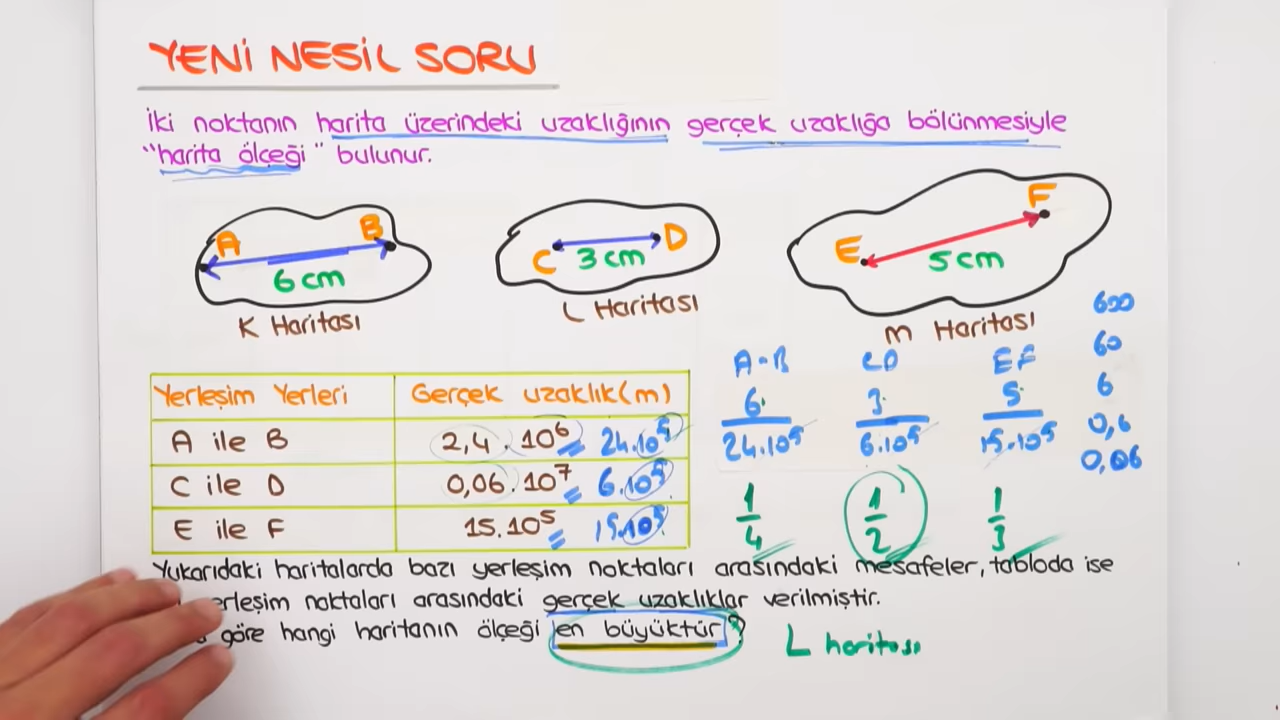 YENİ NESİL SORU
İki noktanın harita üzerindeki uzaklığının gerçek uzaklığa bölünmesiyle
"harita ölçeği" bulunur.
A B
6 cm
K Haritası
C D
3 cm
L Haritası
E F
5 cm
M Haritası
Yerleşim Yerleri Gerçek uzaklık(m)
A ile B 2,4 . 10⁶ = 24.10⁵
C ile D 0,06 . 10⁷ = 6.10⁵
E ile F 15.10⁵ = 15.10⁵
A-B CD EF
6 3 5
24.10⁵ 6.10⁵ 15.10⁵
1 1 1
4 2 3
600
60
6
0,6
0,06
Yukarıdaki haritalarda bazı yerleşim noktaları arasındaki mesafeler, tabloda ise
erleşim noktaları arasındaki gerçek uzaklıklar verilmiştir.
göre hangi haritanın ölçeği en büyüktür?
L haritası